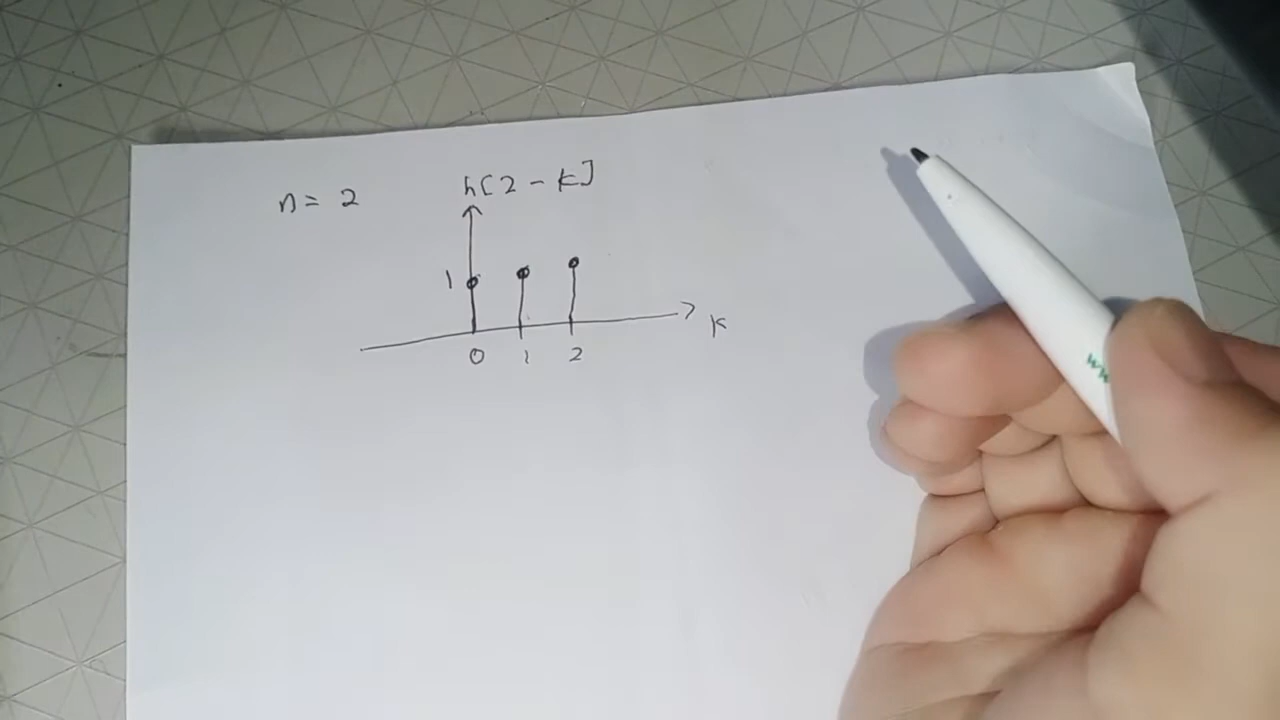 n = 2
h[2 - k]
1
k
0 1 2